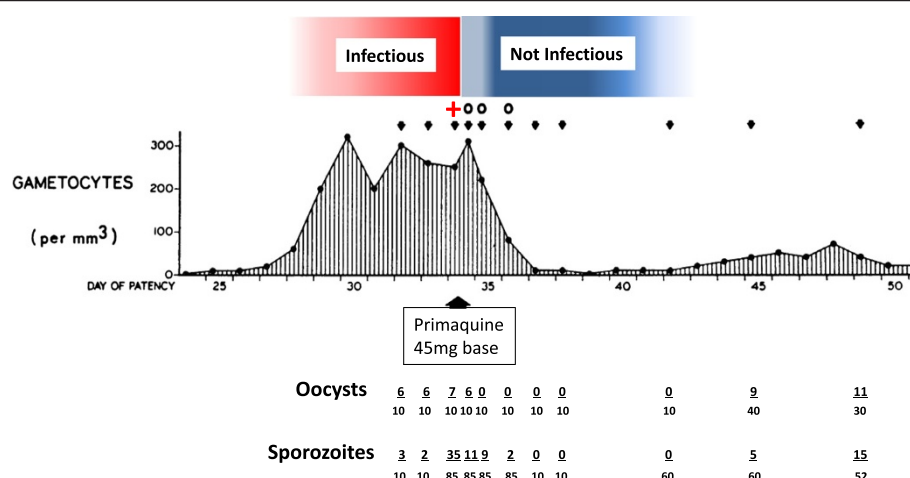 Infectious
Not Infectious
+ o o o
300
GAMETOCYTES
200
(per mm3)
100
0
DAY OF PATENCY 25 30 35 40 45 50
Primaquine
45mg base
Oocysts 6 6 7 6 0 0 0 0 0 9 11
10 10 10 10 10 10 10 10 10 40 30
Sporozoites 3 2 35 11 9 2 0 0 0 5 15
10 10 85 85 85 85 10 10 60 60 52